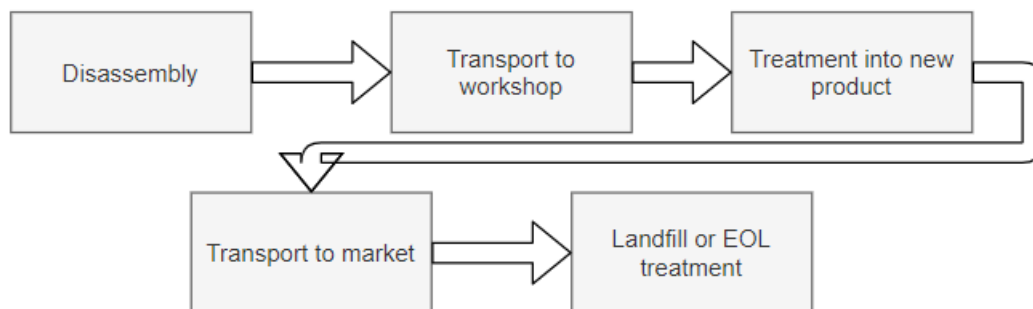 Disassembly
Transport to
workshop
Treatment into new
product
Transport to market
Landfill or EOL
treatment